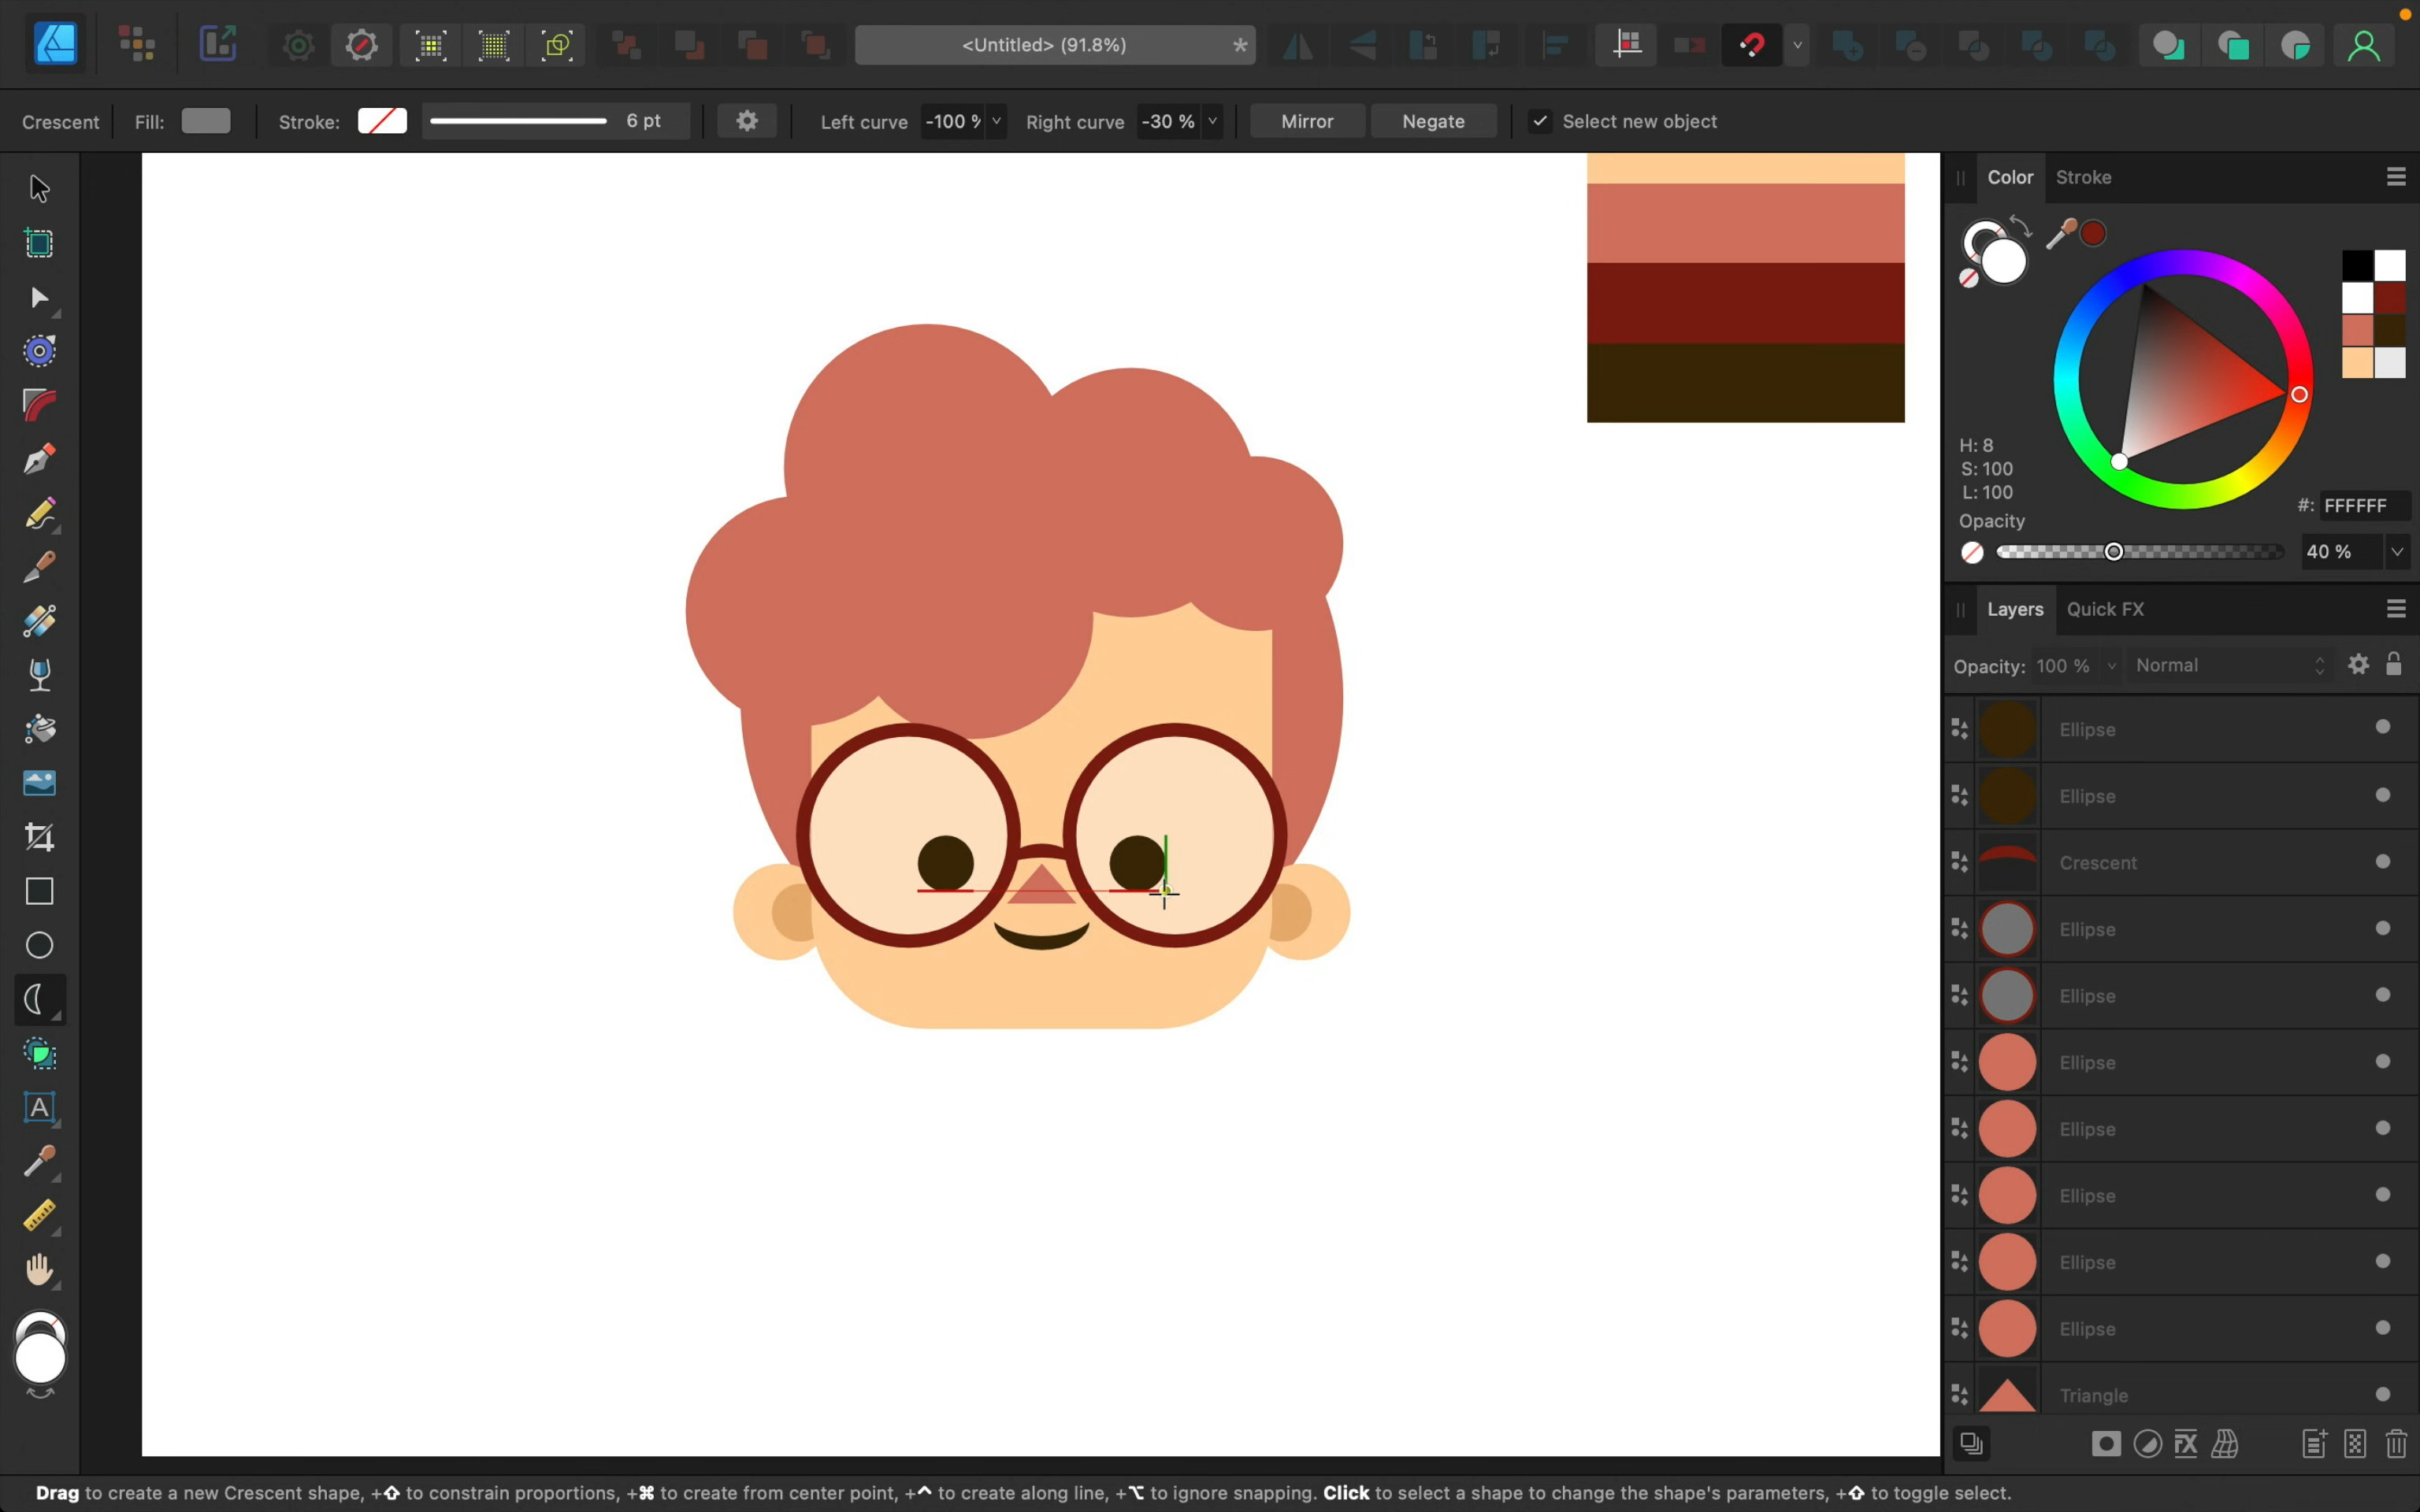 <Untitled> (91.8%)
*
Crescent
Fill:
Stroke:
6 pt
Left curve
-100 %
Right curve
-30 %
Mirror
Negate
Select new object
Color
Stroke
H: 8
S: 100
L: 100
#:
FFFFFF
Opacity
40 %
Layers
Quick FX
Opacity:
100 %
Normal
Ellipse
Ellipse
Crescent
Ellipse
Ellipse
Ellipse
Ellipse
Ellipse
Ellipse
Ellipse
Triangle
A
FX
Drag to create a new Crescent shape, +⇧ to constrain proportions, +⌘ to create from center point, +⌃ to create along line, +⌥ to ignore snapping. Click to select a shape to change the shape's parameters, +⇧ to toggle select.